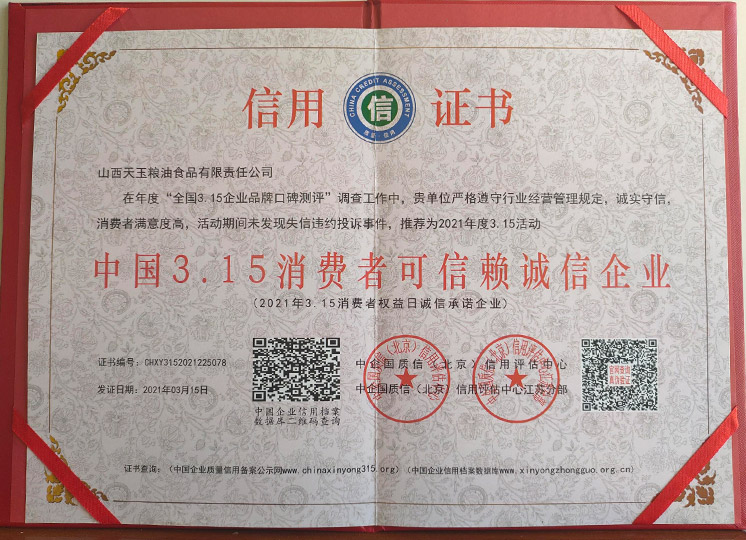 信用 证书
CHINA CREDIT ASSESSMENT
信
山西天玉粮油食品有限责任公司
在年度“全国3.15企业品牌口碑测评”调查工作中，贵单位严格遵守行业经营管理规定，诚实守信，
消费者满意度高，活动期间未发现失信违约投诉事件，推荐为2021年度3.15活动
中国3.15消费者可信赖诚信企业
（2021年3.15消费者权益日诚信承诺企业）
证书编号：CHXY3152021225078
发证日期：2021年03月15日
中国企业信用档案
数据库二维码查询
中企国质信（北京）信用评估中心
中企国质信（北京）信用评估中心江苏分部
官网查询
真伪验证
证书查询：（中国企业质量信用备案公示网www.chinaxinyong315.org）（中国企业信用档案数据库www.xinyongzhongguo.org.cn）